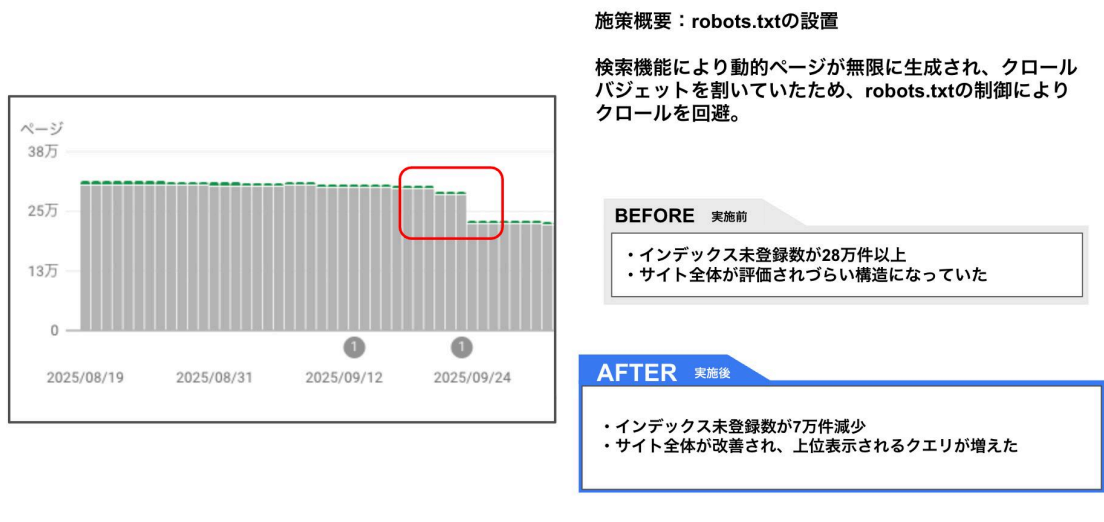 施策概要：robots.txtの設置
検索機能により動的ページが無限に生成され、クロール
バジェットを割いていたため、robots.txtの制御により
クロールを回避。
ページ
38万
25万
13万
0
1
1
2025/08/19
2025/08/31
2025/09/12
2025/09/24
BEFORE 実施前
・インデックス未登録数が28万件以上
・サイト全体が評価されづらい構造になっていた
AFTER 実施後
・インデックス未登録数が7万件減少
・サイト全体が改善され、上位表示されるクエリが増えた